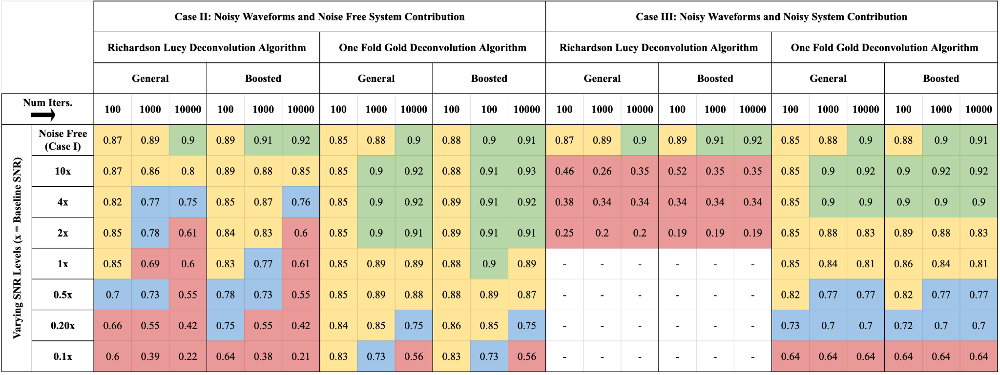 Case II: Noisy Waveforms and Noise Free System Contribution Case III: Noisy Waveforms and Noisy System Contribution
Richardson Lucy Deconvolution Algorithm One Fold Gold Deconvolution Algorithm Richardson Lucy Deconvolution Algorithm One Fold Gold Deconvolution Algorithm
General Boosted General Boosted General Boosted General Boosted
Num Iters. 100 1000 10000 100 1000 10000 100 1000 10000 100 100 10000 100 1000 10000 100 1000 10000 100 1000 10000 100 1000 10000
Varying SNR Levels (x = Baseline SNR)
Noise Free
(Case I) 0.87 0.89 0.9 0.89 0.91 0.92 0.85 0.88 0.9 0.88 0.9 0.91 0.87 0.89 0.9 0.89 0.91 0.92 0.85 0.88 0.9 0.88 0.9 0.91
10x 0.87 0.86 0.8 0.89 0.88 0.85 0.85 0.9 0.92 0.88 0.91 0.93 0.46 0.26 0.35 0.52 0.35 0.35 0.85 0.9 0.92 0.9 0.92 0.92
4x 0.82 0.77 0.75 0.85 0.87 0.76 0.85 0.9 0.92 0.89 0.91 0.92 0.38 0.34 0.34 0.34 0.34 0.34 0.85 0.9 0.9 0.9 0.9 0.9
2x 0.85 0.78 0.61 0.84 0.83 0.6 0.85 0.9 0.91 0.89 0.91 0.91 0.25 0.2 0.2 0.19 0.19 0.19 0.85 0.88 0.83 0.89 0.88 0.83
1x 0.85 0.69 0.6 0.83 0.77 0.61 0.85 0.89 0.89 0.88 0.9 0.89 - - - - - - 0.85 0.84 0.81 0.86 0.84 0.81
0.5x 0.7 0.73 0.55 0.78 0.73 0.55 0.85 0.89 0.88 0.88 0.89 0.87 - - - - - - 0.82 0.77 0.77 0.82 0.77 0.77
0.20x 0.66 0.55 0.42 0.75 0.55 0.42 0.84 0.85 0.75 0.86 0.85 0.75 - - - - - - 0.73 0.7 0.7 0.72 0.7 0.7
0.1x 0.6 0.39 0.22 0.64 0.38 0.21 0.83 0.73 0.56 0.83 0.73 0.56 - - - - - - 0.64 0.64 0.64 0.64 0.64 0.64